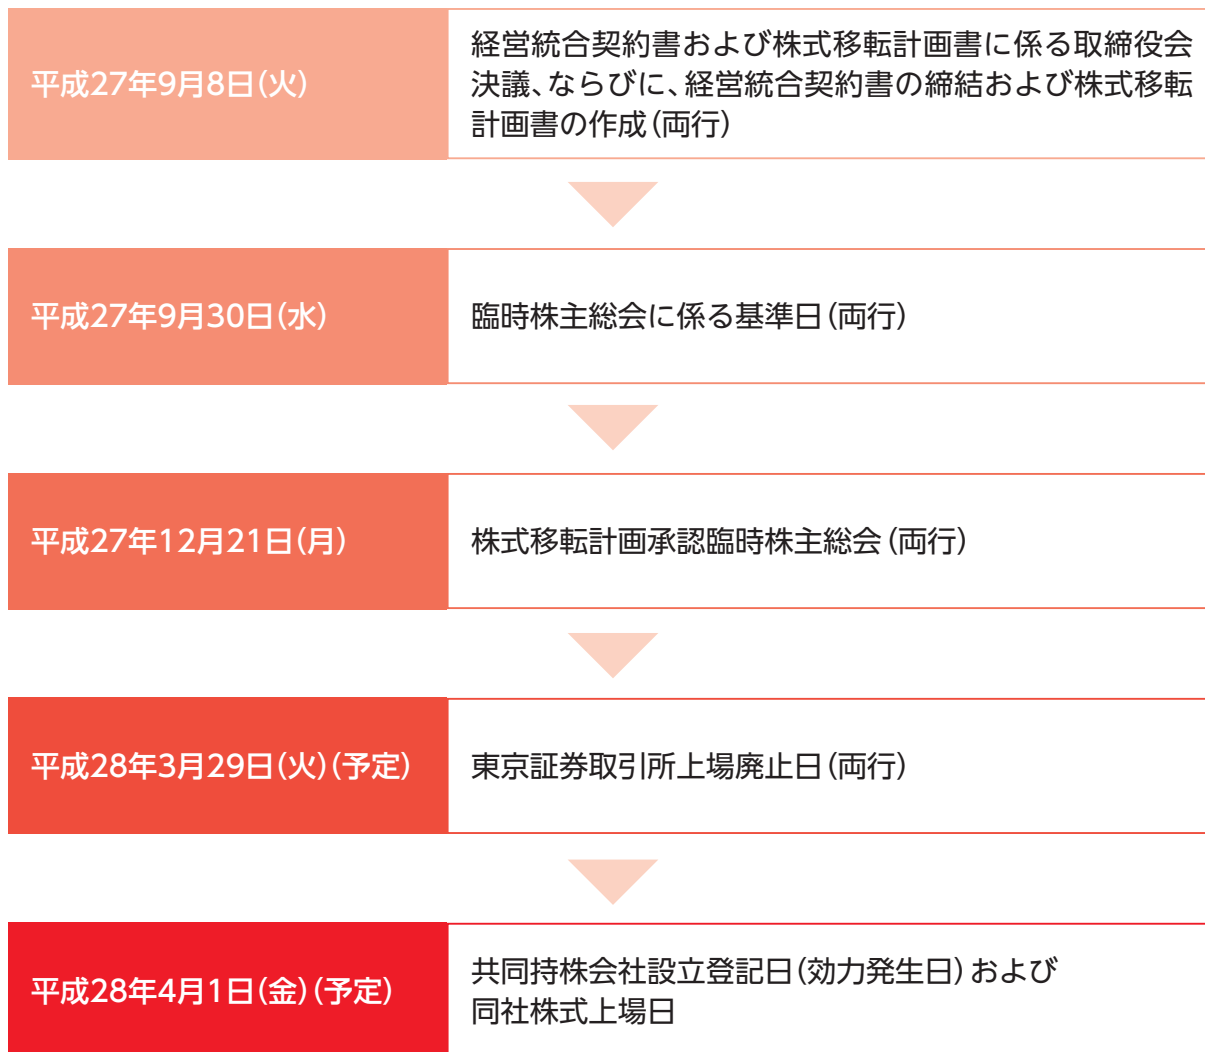 平成27年9月8日(火)
経営統合契約書および株式移転計画書に係る取締役会
決議、ならびに、経営統合契約書の締結および株式移転
計画書の作成(両行)
平成27年9月30日(水)
臨時株主総会に係る基準日(両行)
平成27年12月21日(月)
株式移転計画承認臨時株主総会(両行)
平成28年3月29日(火)(予定)
東京証券取引所上場廃止日(両行)
平成28年4月1日(金)(予定)
共同持株会社設立登記日(効力発生日)および
同社株式上場日